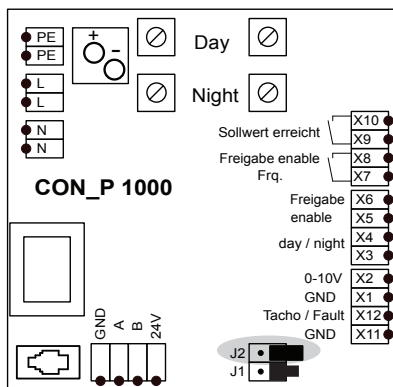 PE
PE
L
L
N
N
+ -
Day
Night
CON_P 1000
Sollwert erreicht
X10
X9
Freigabe enable
Frq.
X8
X7
Freigabe
enable
X6
X5
day / night
X4
X3
0-10V X2
GND X1
Tacho / Fault X12
GND X11
GND
A
B
24V
J2
J1